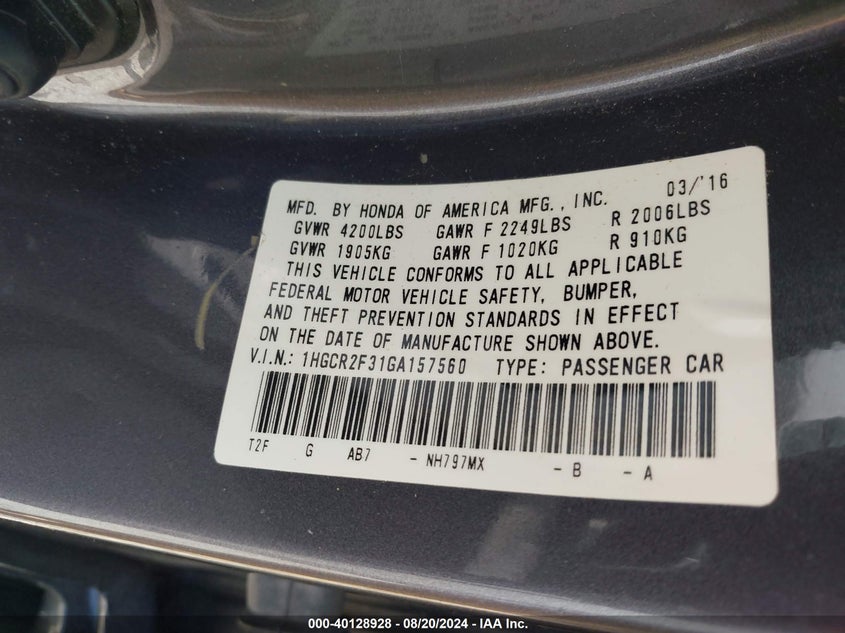 MFD. BY HONDA OF AMERICA MFG., INC. 03/'16
GVWR 4200LBS GAWR F 2249LBS R 2006LBS
GVWR 1905KG GAWR F 1020KG R 910KG
THIS VEHICLE CONFORMS TO ALL APPLICABLE
FEDERAL MOTOR VEHICLE SAFETY, BUMPER,
AND THEFT PREVENTION STANDARDS IN EFFECT
ON THE DATE OF MANUFACTURE SHOWN ABOVE.
V.I.N.: 1HGCR2F31GA157560 TYPE: PASSENGER CAR
T2F G AB7 - NH797MX - B - A
000-40128928 - 08/20/2024 - IAA Inc.